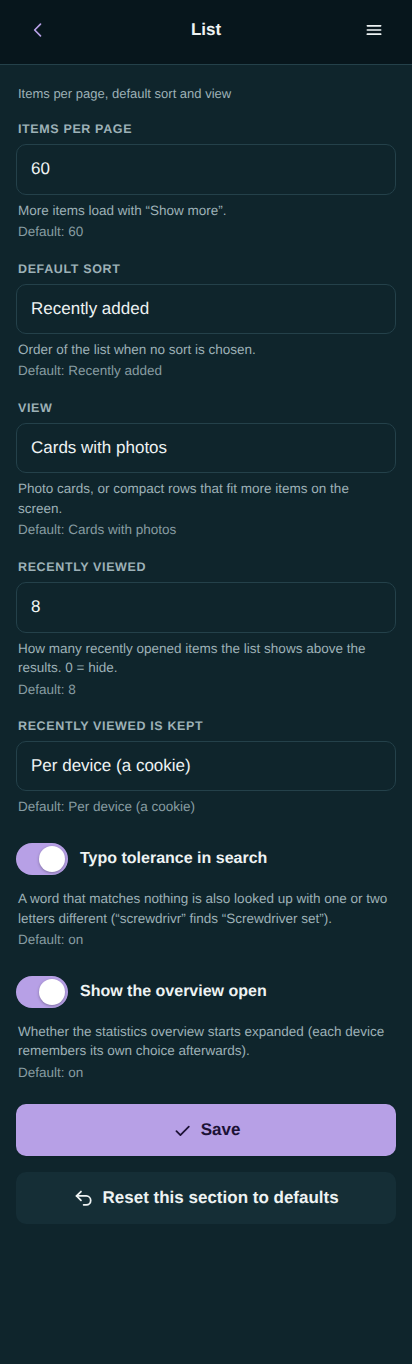 List
Items per page, default sort and view
ITEMS PER PAGE
60
More items load with “Show more”.
Default: 60
DEFAULT SORT
Recently added
Order of the list when no sort is chosen.
Default: Recently added
VIEW
Cards with photos
Photo cards, or compact rows that fit more items on the
screen.
Default: Cards with photos
RECENTLY VIEWED
8
How many recently opened items the list shows above the
results. 0 = hide.
Default: 8
RECENTLY VIEWED IS KEPT
Per device (a cookie)
Default: Per device (a cookie)
Typo tolerance in search
A word that matches nothing is also looked up with one or two
letters different (“screwdrivr” finds “Screwdriver set”).
Default: on
Show the overview open
Whether the statistics overview starts expanded (each device
remembers its own choice afterwards).
Default: on
Save
Reset this section to defaults